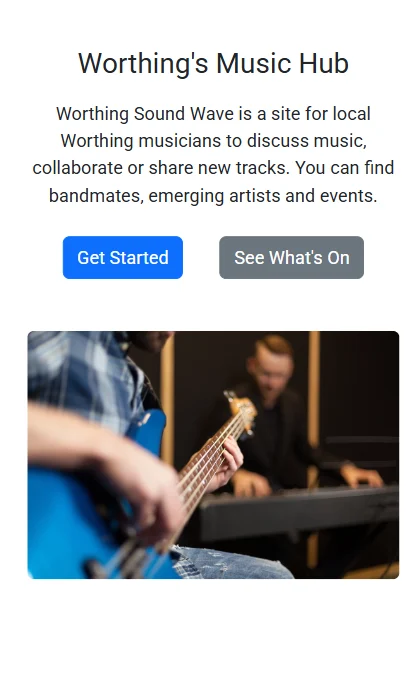 Worthing's Music Hub
Worthing Sound Wave is a site for local
Worthing musicians to discuss music,
collaborate or share new tracks. You can find
bandmates, emerging artists and events.
Get Started
See What's On